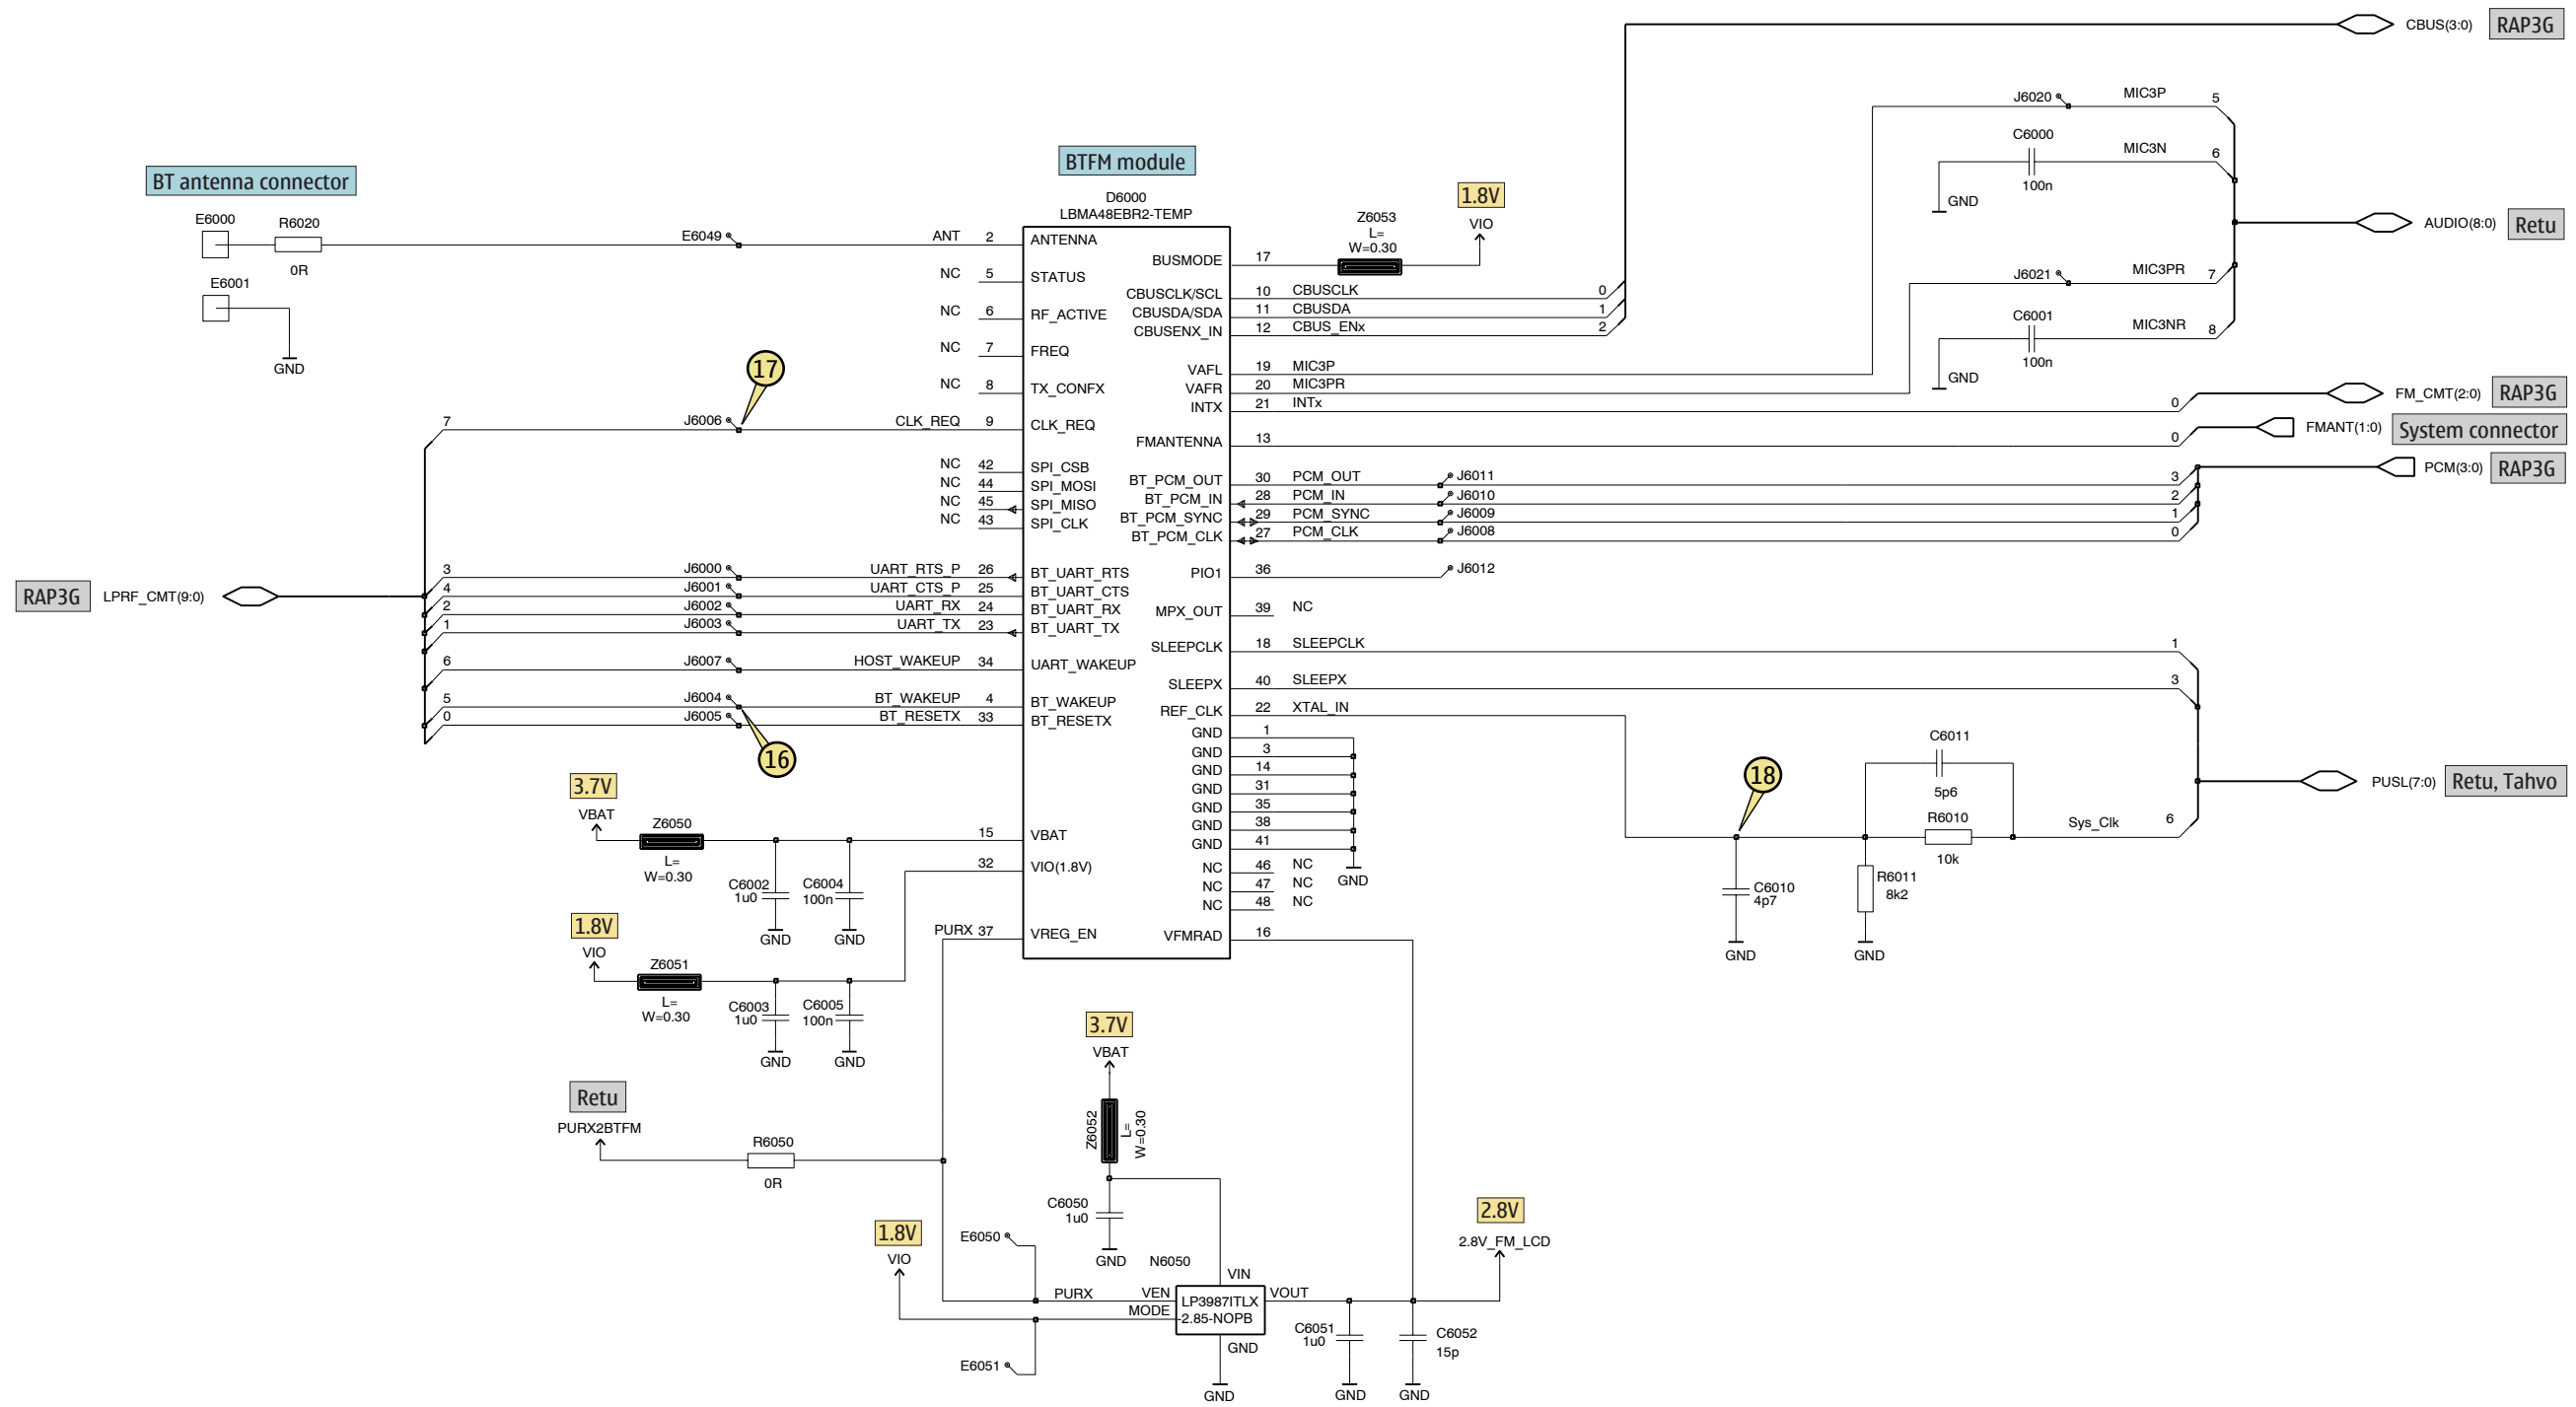 CBUS(3:0) RAP3G
J6020 MIC3P 5
C6000
MIC3N 6
100n
GND
AUDIO(8:0) Retu
J6021 MIC3PR 7
C6001
MIC3NR 8
100n
GND
FM_CMT(2:0) RAP3G
0
FMANT(1:0) System connector
0
PCM(3:0) RAP3G
BT antenna connector
E6000 R6020
0R
E6001
GND
E6049 ANT 2
NC 5
NC 6
NC 7
NC 8
17
7 J6006 CLK_REQ 9
NC 42
NC 44
NC 45
NC 43
RAP3G LPRF_CMT(9:0)
3 J6000 UART_RTS_P 26
4 J6001 UART_CTS_P 25
2 J6002 UART_RX 24
1 J6003 UART_TX 23
6 J6007 HOST_WAKEUP 34
5 J6004 BT_WAKEUP 4
0 J6005 BT_RESETX 33
16
BTFM module
D6000
LBMA48EBR2-TEMP
ANTENNA
STATUS
RF_ACTIVE
FREQ
TX_CONFX
CLK_REQ
SPI_CSB
SPI_MOSI
SPI_MISO
SPI_CLK
BT_UART_RTS
BT_UART_CTS
BT_UART_RX
BT_UART_TX
UART_WAKEUP
BT_WAKEUP
BT_RESETX
VBAT
VIO(1.8V)
VREG_EN
1.8V
VIO
Z6053
L=
W=0.30
BUSMODE 17
CBUSCLK/SCL 10 CBUSCLK 0
CBUSDA/SDA 11 CBUSDA 1
CBUSENX_IN 12 CBUS_ENx 2
VAFL 19 MIC3P
VAFR 20 MIC3PR
INTX 21 INTx
FMANTENNA 13
BT_PCM_OUT 30 PCM_OUT J6011 3
BT_PCM_IN 28 PCM_IN J6010 2
BT_PCM_SYNC 29 PCM_SYNC J6009 1
BT_PCM_CLK 27 PCM_CLK J6008 0
PIO1 36 J6012
MPX_OUT 39 NC
SLEEPCLK 18 SLEEPCLK 1
SLEEPX 40 SLEEPX 3
REF_CLK 22 XTAL_IN
GND 1
GND 3
GND 14
GND 31
GND 35
GND 38
GND 41
NC 46 NC
NC 47 NC
NC 48 NC
GND
VFMRAD 16
18
C6011
5p6
R6010
10k
Sys_Clk 6
PUSL(7:0) Retu, Tahvo
C6010
4p7
GND
R6011
8k2
GND
3.7V
VBAT
Z6050
L=
W=0.30
15
C6002
1u0
C6004
100n
GND GND
32
1.8V
VIO
Z6051
L=
W=0.30
C6003
1u0
C6005
100n
GND GND
PURX 37
Retu
PURX2BTFM
R6050
0R
3.7V
VBAT
Z6052
L=
W=0.30
C6050
1u0
GND
1.8V
VIO
E6050
E6051
N6050
VIN
PURX VEN
MODE
LP3987ITLX
-2.85-NOPB
VOUT
GND
GND
2.8V
2.8V_FM_LCD
C6051
1u0
GND
C6052
15p
GND